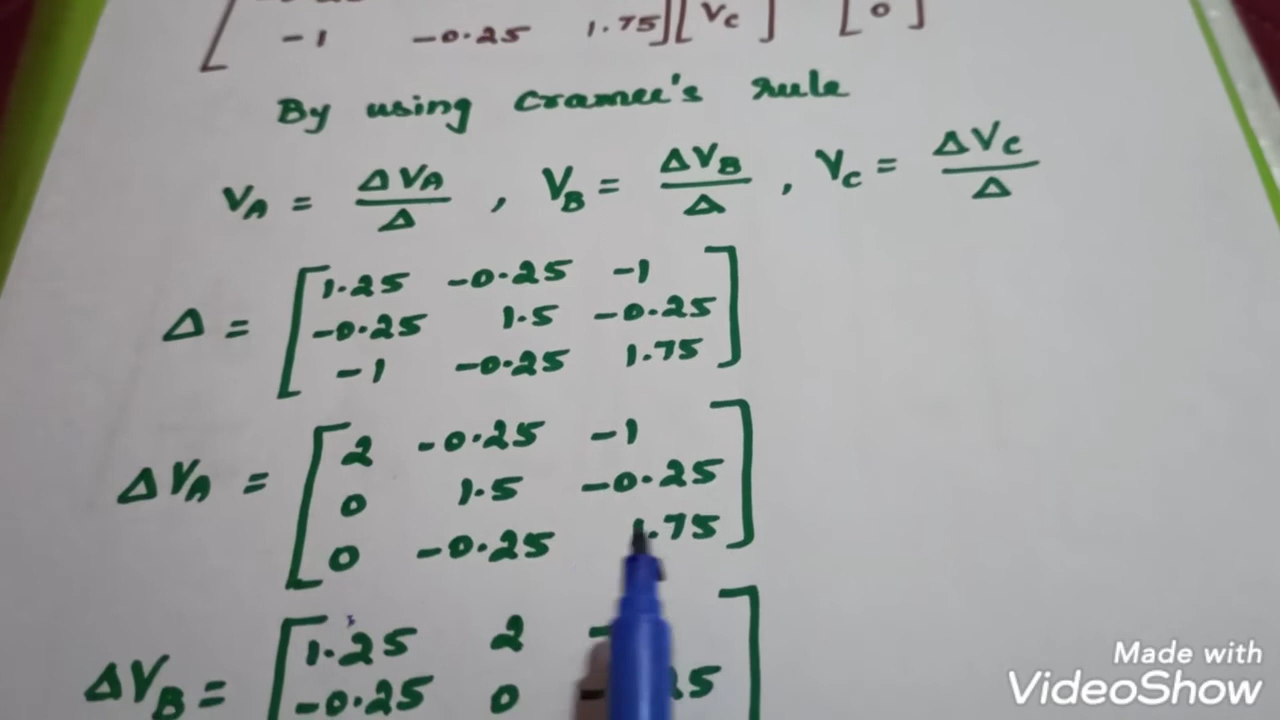 -1 -0.25 1.75] [Vc] [0]
By using Cramer's rule
VA = ΔVA/Δ , VB = ΔVB/Δ , Vc = ΔVc/Δ
Δ = [1.25 -0.25 -1
-0.25 1.5 -0.25
-1 -0.25 1.75]
ΔVA = [2 -0.25 -1
0 1.5 -0.25
0 -0.25 1.75]
ΔVB = [1.25 2
-0.25 0
Made with
VideoShow